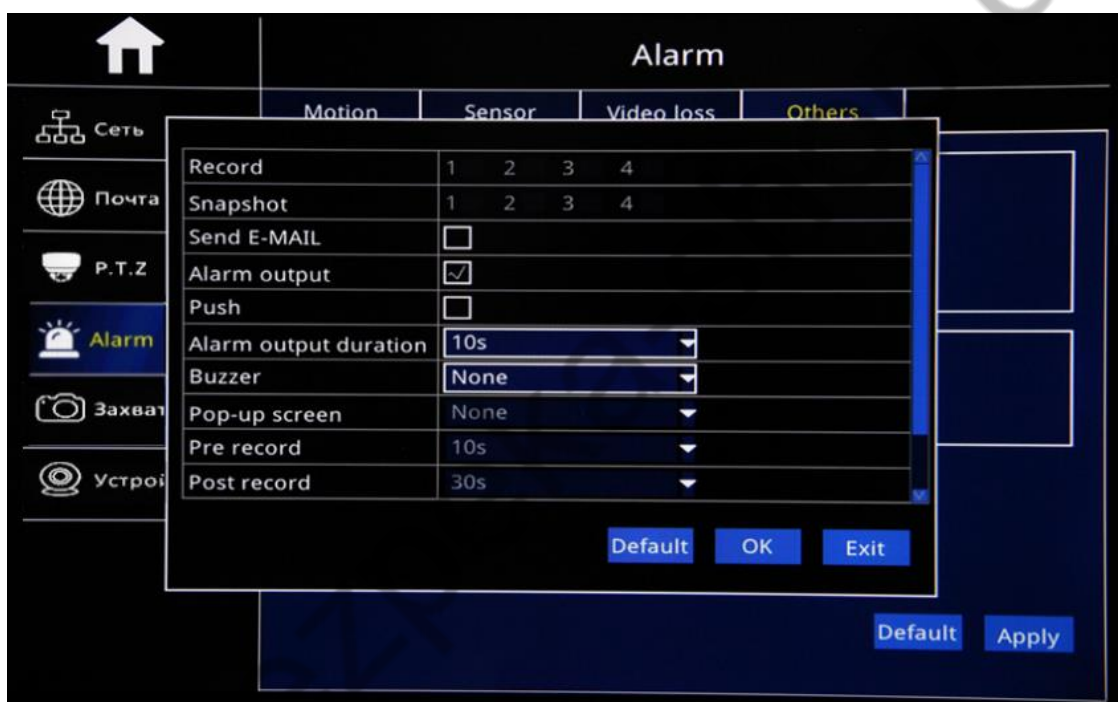 Alarm
Motion Sensor Video loss Others
Сеть
Почта
P.T.Z
Alarm
Захват
Устрой
Record 1 2 3 4
Snapshot 1 2 3 4
Send E-MAIL
Alarm output
Push
Alarm output duration 10s
Buzzer None
Pop-up screen None
Pre record 10s
Post record 30s
Default OK Exit
Default Apply